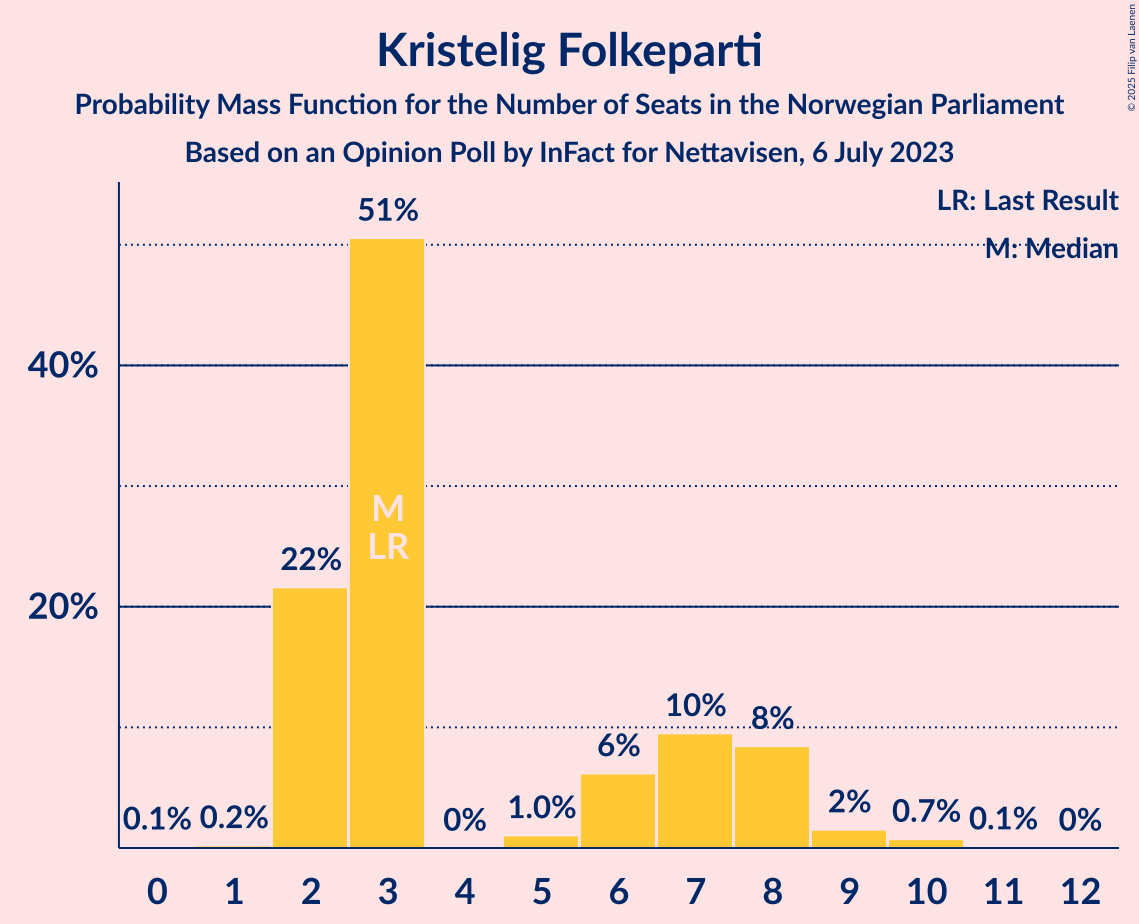 Kristelig Folkeparti
Probability Mass Function for the Number of Seats in the Norwegian Parliament
Based on an Opinion Poll by InFact for Nettavisen, 6 July 2023
© 2025 Filip van Laenen
LR: Last Result
M: Median
51%
40%
M
LR
22%
20%
10%
8%
6%
2%
1.0%
0.7%
0.1% 0.2% 0% 0.1% 0%
0 1 2 3 4 5 6 7 8 9 10 11 12